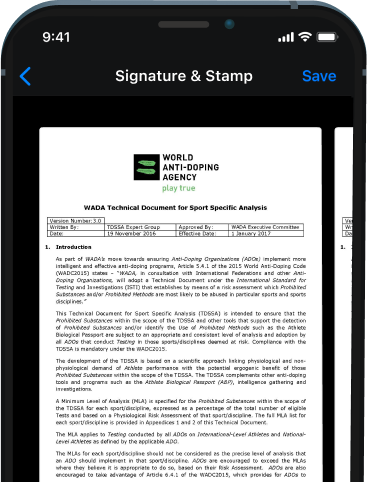 9:41
Signature & Stamp
Save
WORLD
ANTI-DOPING
AGENCY
play true
WADA Technical Document for Sport Specific Analysis
Version Number: 3.0
Written By: TDSSA Expert Group Approved By: WADA Executive Committee
Date: 19 November 2016 Effective Date: 1 January 2017
1. Introduction
As part of WADA's move towards ensuring Anti-Doping Organizations (ADOs) implement more
intelligent and effective anti-doping programs, Article 5.4.1 of the 2015 World Anti-Doping Code
(WADC2015) states – "WADA, in consultation with International Federations and other Anti-
Doping Organizations, will adopt a Technical Document under the International Standard for
Testing and Investigations (ISTI) that establishes by means of a risk assessment which Prohibited
Substances and/or Prohibited Methods are most likely to be abused in particular sports and sports
disciplines."
This Technical Document for Sport Specific Analysis (TDSSA) is intended to ensure that the
Prohibited Substances within the scope of the TDSSA and other tools that support the detection
of Prohibited Substances and/or identify the Use of Prohibited Methods such as the Athlete
Biological Passport are subject to an appropriate and consistent level of analysis and adoption by
all ADOs that conduct Testing in those sports/disciplines deemed at risk. Compliance with the
TDSSA is mandatory under the WADC2015.
The development of the TDSSA is based on a scientific approach linking physiological and non-
physiological demand of Athlete performance with the potential ergogenic benefit of those
Prohibited Substances within the scope of the TDSSA. The TDSSA complements other anti-doping
tools and programs such as the Athlete Biological Passport (ABP), intelligence gathering and
investigations.
A Minimum Level of Analysis (MLA) is specified for the Prohibited Substances within the scope of
the TDSSA for each sport/discipline, expressed as a percentage of the total number of eligible
Tests and based on a Physiological Risk Assessment of that sport/discipline. The full MLA list for
each sport/discipline is provided in Appendices 1 and 2 of this Technical Document.
The MLA applies to Testing conducted by all ADOs on International-Level Athletes and National-
Level Athletes as defined by the applicable ADO.
The MLAs for each sport/discipline should not be considered as the precise level of analysis that
an ADO should implement in that sport/discipline. ADOs are encouraged to exceed the MLAs
where they believe it is appropriate to do so, based on their Risk Assessment. ADOs are also
encouraged to take advantage of Article 6.4.1 of the WADC2015, which provides for ADOs to